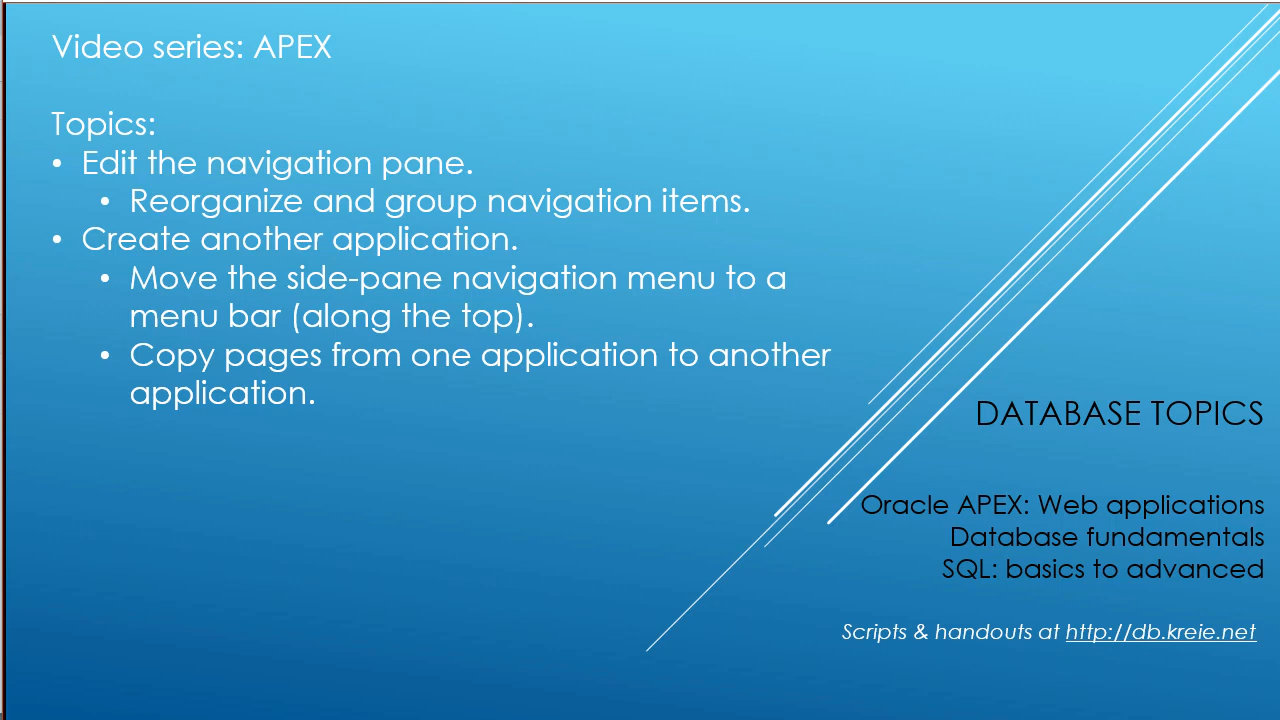 Video series: APEX
Topics:
• Edit the navigation pane.
• Reorganize and group navigation items.
• Create another application.
• Move the side-pane navigation menu to a
menu bar (along the top).
• Copy pages from one application to another
application.
DATABASE TOPICS
Oracle APEX: Web applications
Database fundamentals
SQL: basics to advanced
Scripts & handouts at http://db.kreie.net